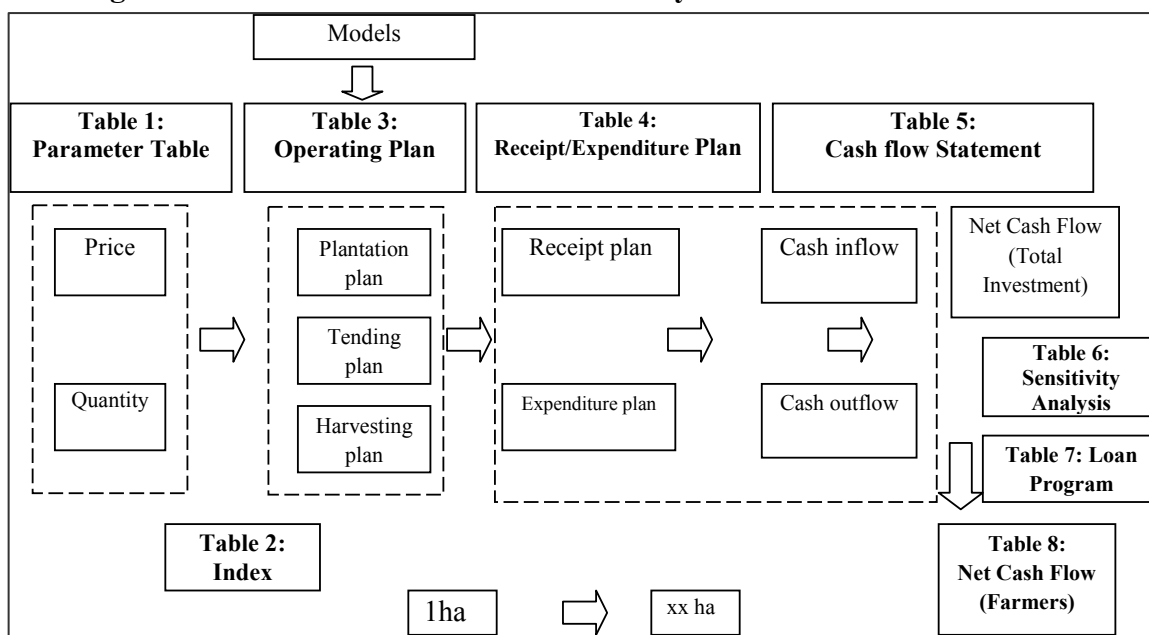 Models
Table 1:
Parameter Table
Table 3:
Operating Plan
Table 4:
Receipt/Expenditure Plan
Table 5:
Cash flow Statement
Price
Quantity
Plantation
plan
Tending
plan
Harvesting
plan
Receipt plan
Expenditure plan
Cash inflow
Cash outflow
Net Cash Flow
(Total
Investment)
Table 6:
Sensitivity
Analysis
Table 7: Loan
Program
Table 2:
Index
Table 8:
Net Cash Flow
(Farmers)
1ha
xx ha